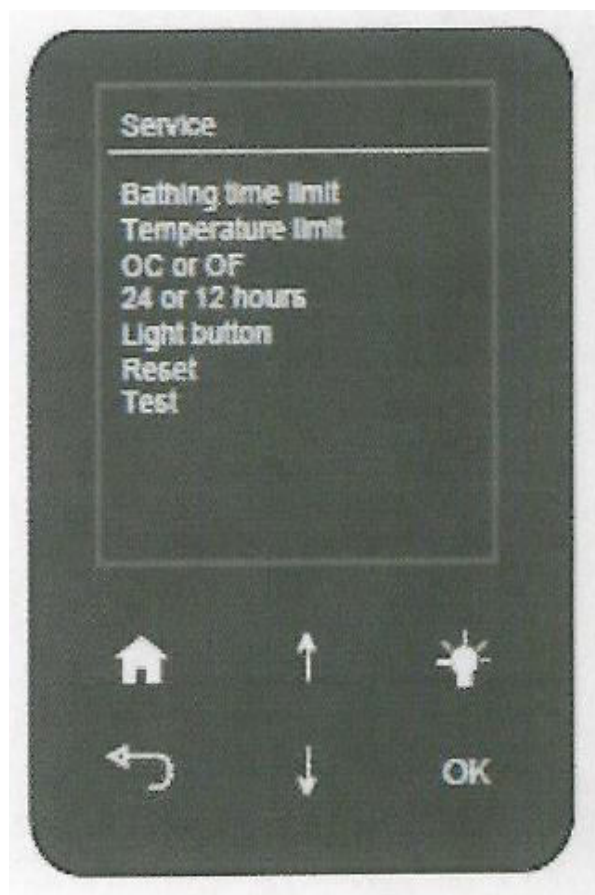 Service
Bathing time limit
Temperature limit
OC or OF
24 or 12 hours
Light button
Reset
Test
OK